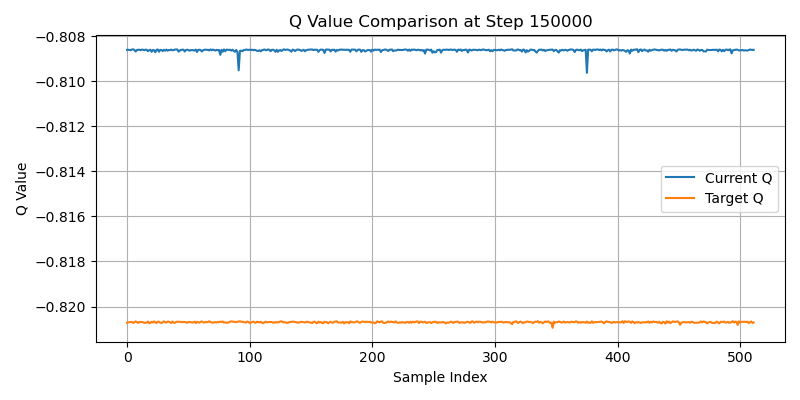 Q Value Comparison at Step 150000
−0.808
−0.810
−0.812
−0.814
−0.816
−0.818
−0.820
Q Value
Current Q
Target Q
0
100
200
300
400
500
Sample Index